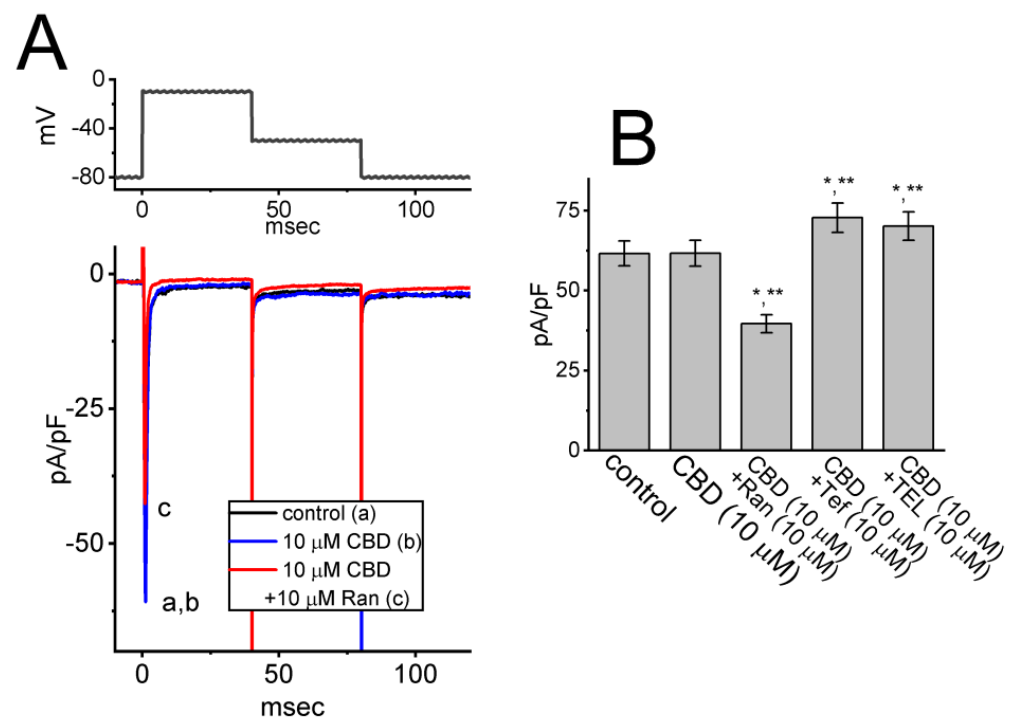 A
0
-40
-80
mV
0
50
100
msec
0
-25
-50
pA/pF
c
a,b
control (a)
10 μM CBD (b)
10 μM CBD
+10 μM Ran (c)
0
50
100
msec
B
75
50
25
0
pA/pF
*,**
*,**
*,**
control
CBD (10 μM)
CBD (10 μM)
+Ran (10 μM)
CBD (10 μM)
+Tef (10 μM)
CBD (10 μM)
+TEL (10 μM)